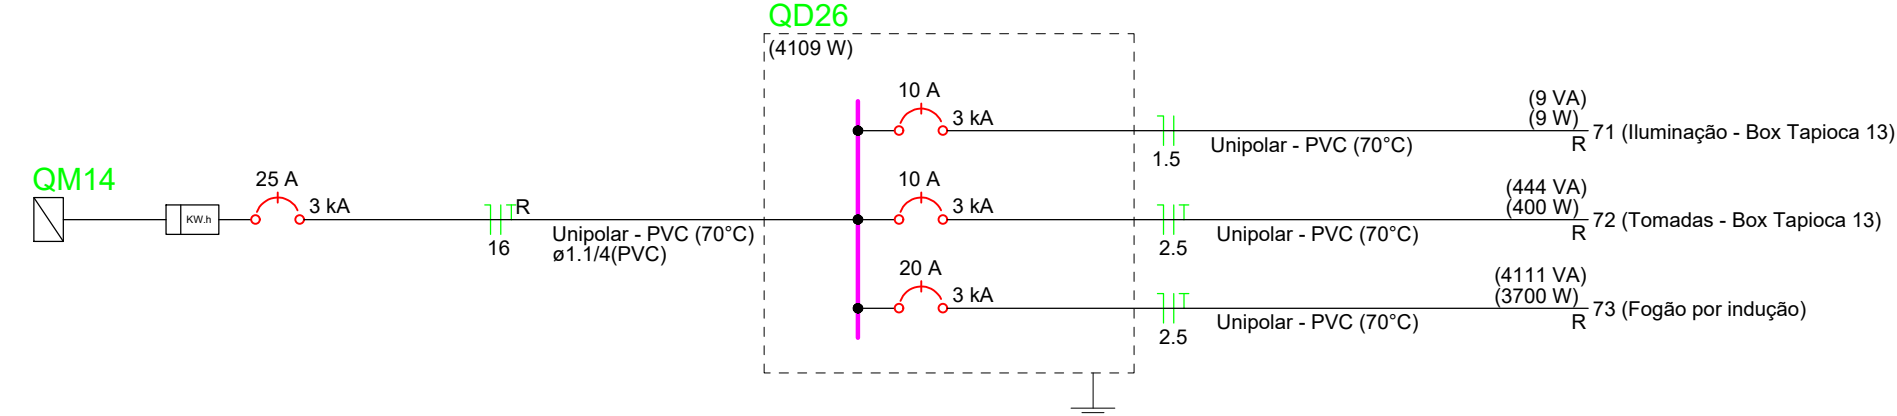 QD26
(4109 W)
10 A
3 kA
1.5
Unipolar - PVC (70°C)
(9 VA)
(9 W)
R
71 (Iluminação - Box Tapioca 13)
QM14
KW.h
25 A
3 kA
R
16
Unipolar - PVC (70°C)
ø1.1/4(PVC)
10 A
3 kA
2.5
Unipolar - PVC (70°C)
(444 VA)
(400 W)
R
72 (Tomadas - Box Tapioca 13)
20 A
3 kA
2.5
Unipolar - PVC (70°C)
(4111 VA)
(3700 W)
R
73 (Fogão por indução)